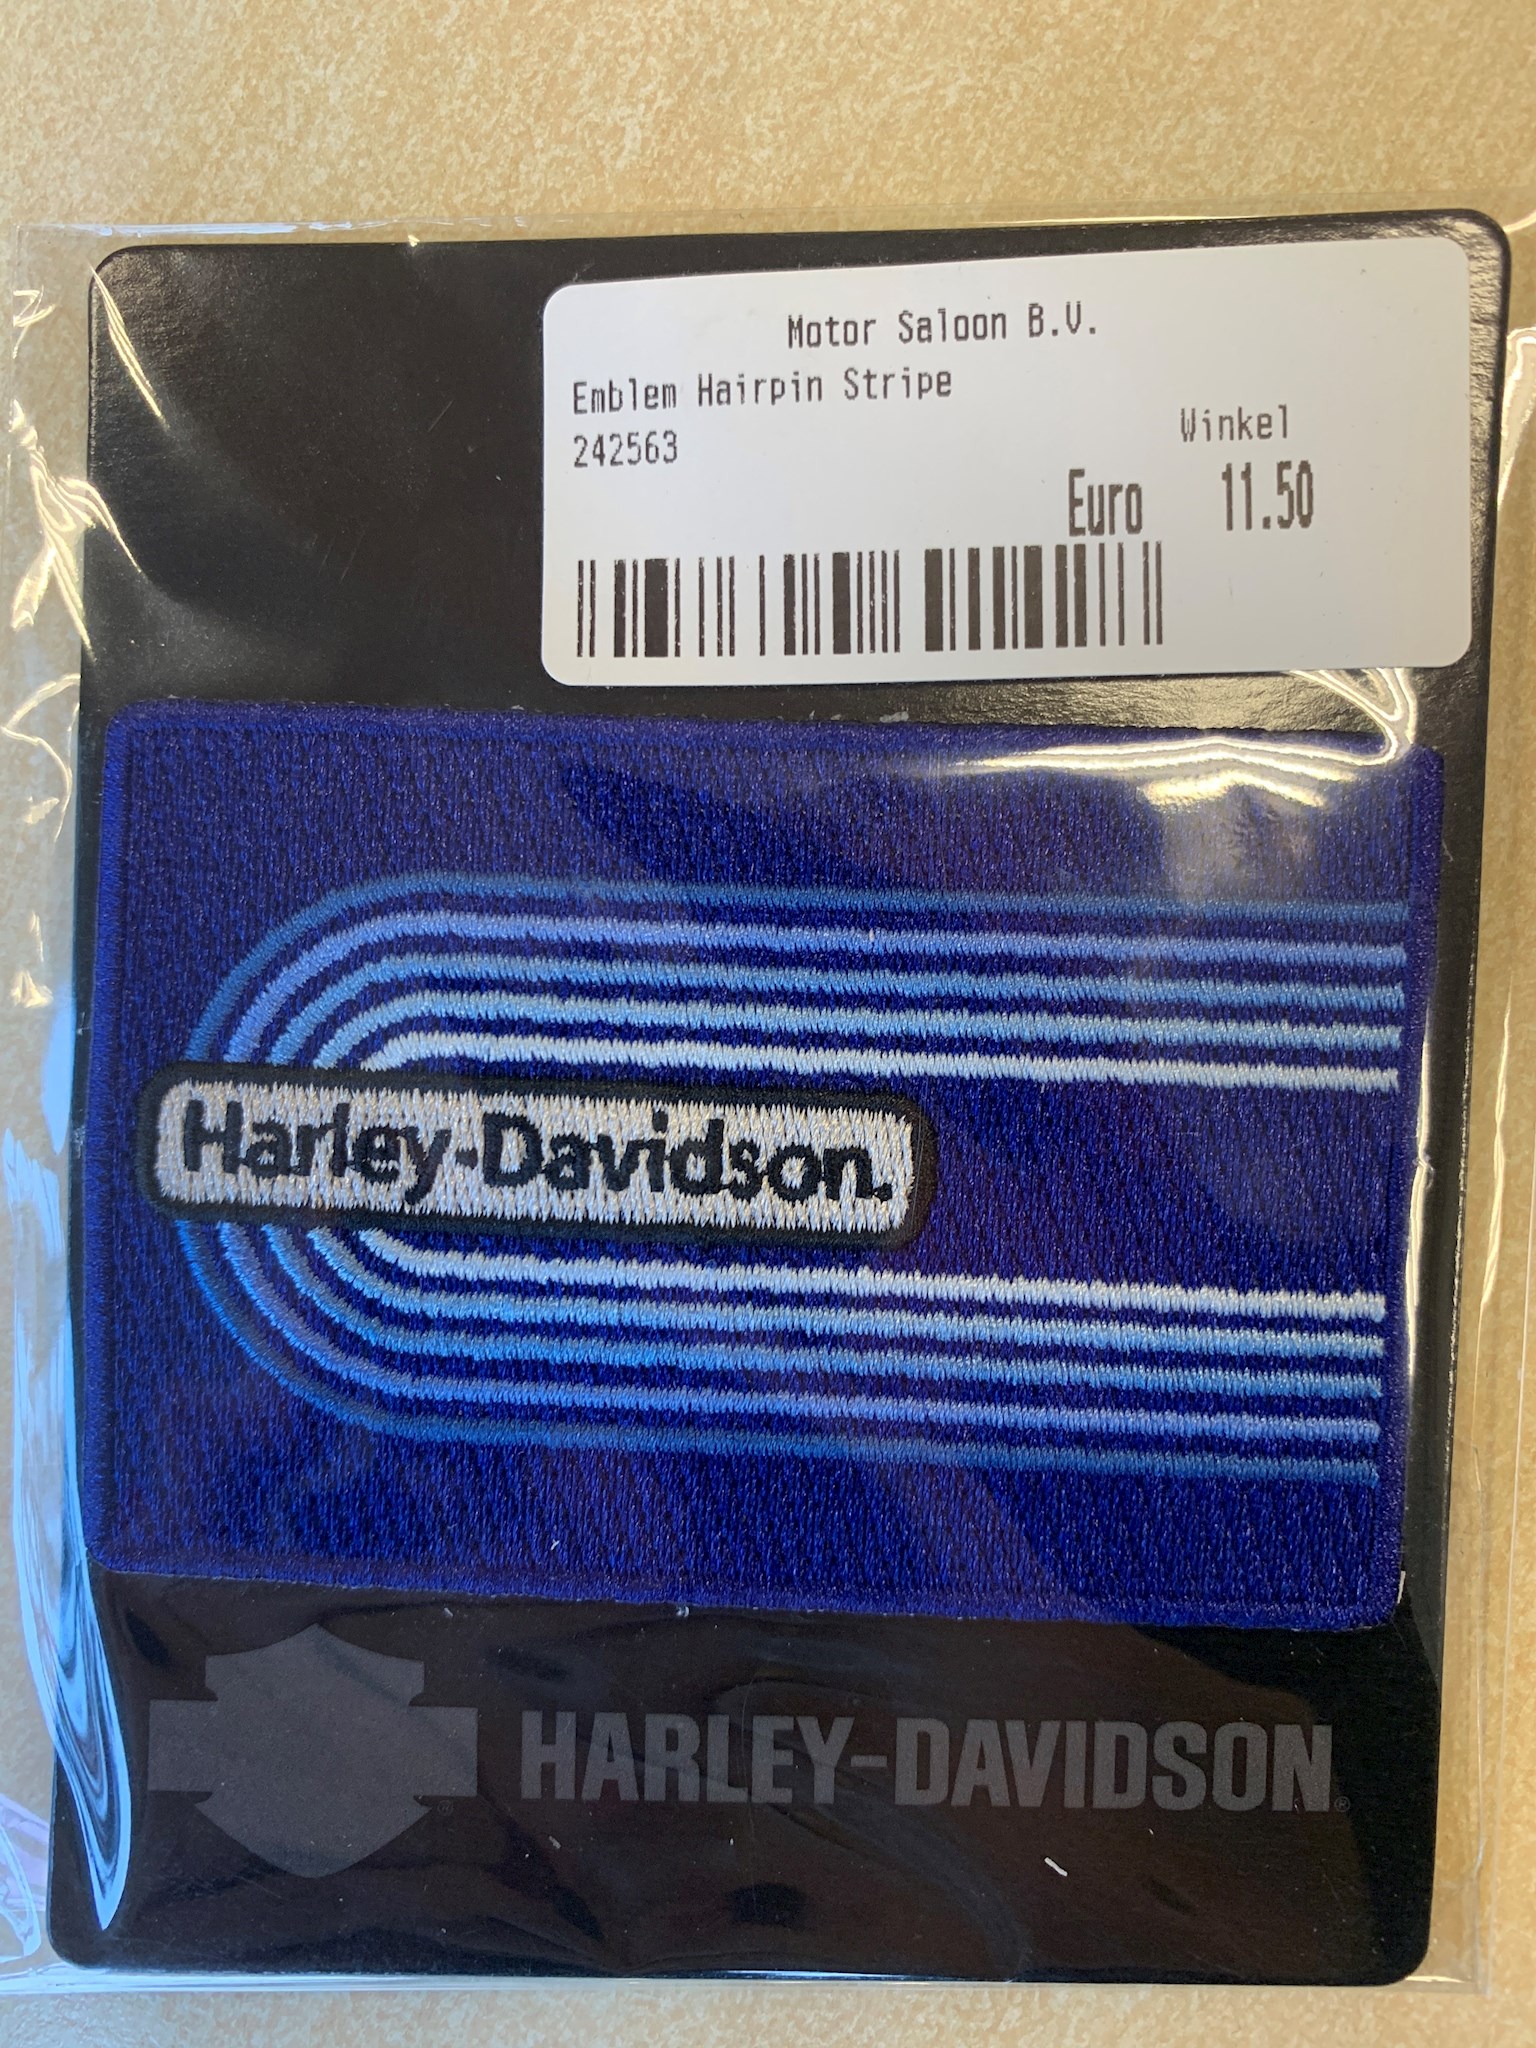 Motor Saloon B.V.
Emblem Hairpin Stripe
242563
Winkel
Euro 11.50
Harley-Davidson.
HARLEY-DAVIDSON®
®